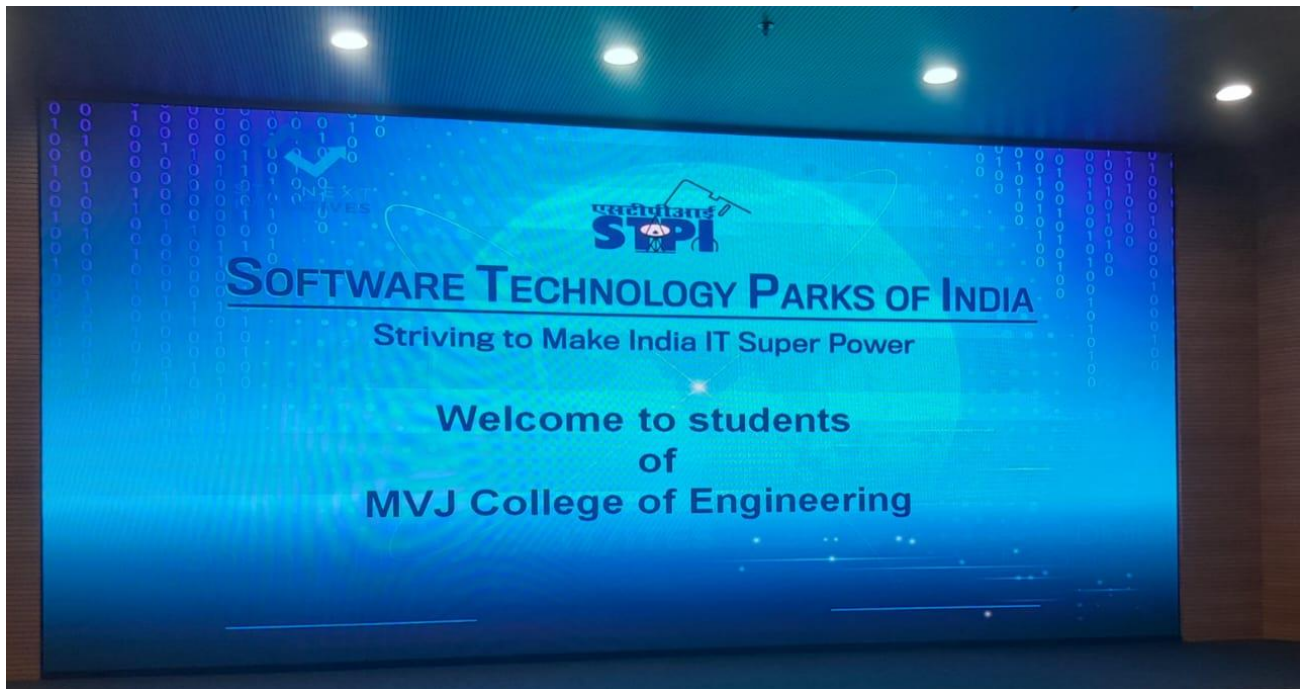 एसटीपीआई
STPI
SOFTWARE TECHNOLOGY PARKS OF INDIA
Striving to Make India IT Super Power
Welcome to students
of
MVJ College of Engineering